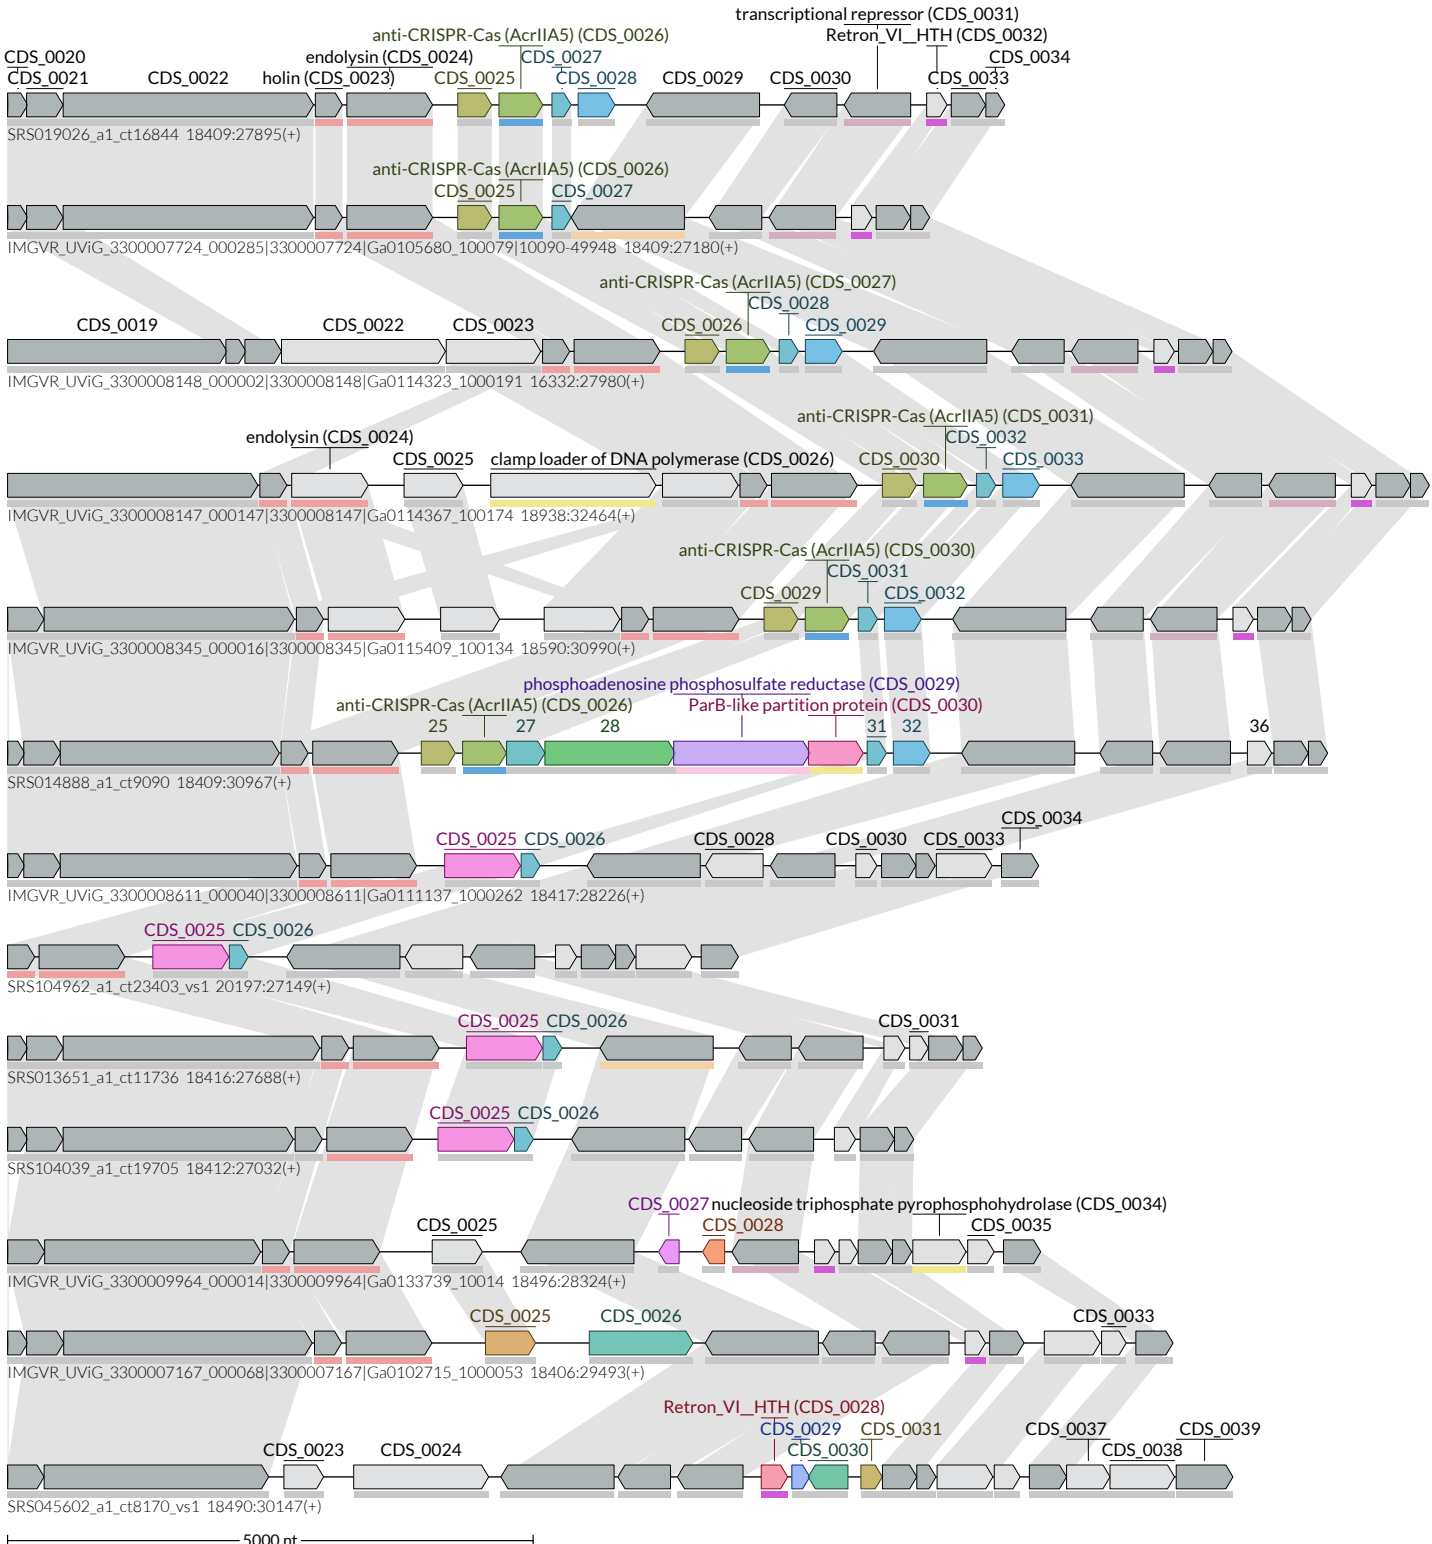 transcriptional repressor (CDS_0031)
anti-CRISPR-Cas (AcrIIA5) (CDS_0026) Retron_VI__HTH (CDS_0032)
CDS_0020 endolysin (CDS_0024) CDS_0027 CDS_0034
CDS_0021 CDS_0022 holin (CDS_0023) CDS_0025 CDS_0028 CDS_0029 CDS_0030 CDS_0033
SRS019026_a1_ct16844 18409:27895(+)
anti-CRISPR-Cas (AcrIIA5) (CDS_0026)
CDS_0025 CDS_0027
IMGVR_UViG_3300007724_000285|3300007724|Ga0105680_100079|10090-49948 18409:27180(+)
anti-CRISPR-Cas (AcrIIA5) (CDS_0027)
CDS_0028
CDS_0019 CDS_0022 CDS_0023 CDS_0026 CDS_0029
IMGVR_UViG_3300008148_000002|3300008148|Ga0114323_1000191 16332:27980(+)
anti-CRISPR-Cas (AcrIIA5) (CDS_0031)
endolysin (CDS_0024) CDS_0032
CDS_0025 clamp loader of DNA polymerase (CDS_0026) CDS_0030 CDS_0033
IMGVR_UViG_3300008147_000147|3300008147|Ga0114367_100174 18938:32464(+)
anti-CRISPR-Cas (AcrIIA5) (CDS_0030)
CDS_0031
CDS_0029 CDS_0032
IMGVR_UViG_3300008345_000016|3300008345|Ga0115409_100134 18590:30990(+)
phosphoadenosine phosphosulfate reductase (CDS_0029)
anti-CRISPR-Cas (AcrIIA5) (CDS_0026) ParB-like partition protein (CDS_0030)
25 27 28 31 32 36
SRS014888_a1_ct9090 18409:30967(+)
CDS_0034
CDS_0025 CDS_0026 CDS_0028 CDS_0030 CDS_0033
IMGVR_UViG_3300008611_000040|3300008611|Ga0111137_1000262 18417:28226(+)
CDS_0025 CDS_0026
SRS104962_a1_ct23403_vs1 20197:27149(+)
CDS_0025 CDS_0026 CDS_0031
SRS013651_a1_ct11736 18416:27688(+)
CDS_0025 CDS_0026
SRS104039_a1_ct19705 18412:27032(+)
CDS_0027 nucleoside triphosphate pyrophosphohydrolase (CDS_0034)
CDS_0025 CDS_0028 CDS_0035
IMGVR_UViG_3300009964_000014|3300009964|Ga0133739_10014 18496:28324(+)
CDS_0025 CDS_0026 CDS_0033
IMGVR_UViG_3300007167_000068|3300007167|Ga0102715_1000053 18406:29493(+)
Retron_VI__HTH (CDS_0028)
CDS_0029 CDS_0031 CDS_0037 CDS_0039
CDS_0023 CDS_0024 CDS_0030 CDS_0038
SRS045602_a1_ct8170_vs1 18490:30147(+)
5000 nt